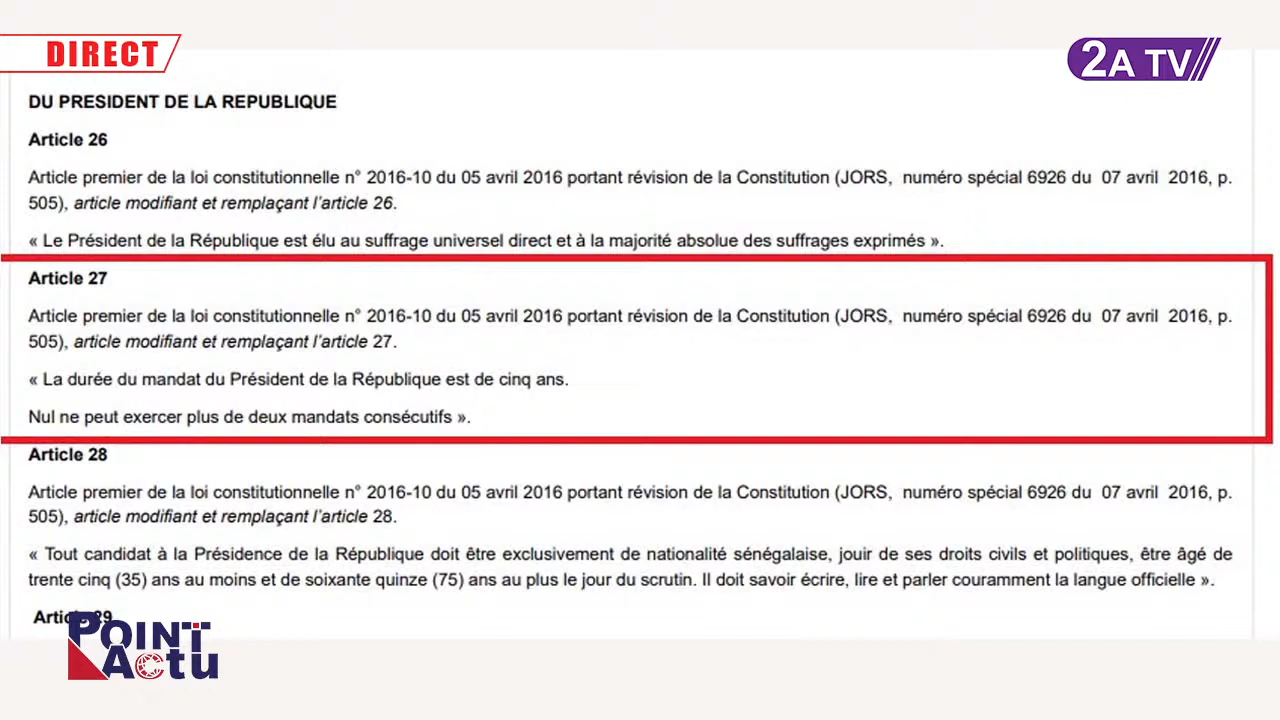 DIRECT
2A TV
DU PRESIDENT DE LA REPUBLIQUE
Article 26
Article premier de la loi constitutionnelle n° 2016-10 du 05 avril 2016 portant révision de la Constitution (JORS, numéro spécial 6926 du 07 avril 2016, p.
505), article modifiant et remplaçant l'article 26.
« Le Président de la République est élu au suffrage universel direct et à la majorité absolue des suffrages exprimés ».
Article 27
Article premier de la loi constitutionnelle n° 2016-10 du 05 avril 2016 portant révision de la Constitution (JORS, numéro spécial 6926 du 07 avril 2016, p.
505), article modifiant et remplaçant l'article 27.
« La durée du mandat du Président de la République est de cinq ans.
Nul ne peut exercer plus de deux mandats consécutifs ».
Article 28
Article premier de la loi constitutionnelle n° 2016-10 du 05 avril 2016 portant révision de la Constitution (JORS, numéro spécial 6926 du 07 avril 2016, p.
505), article modifiant et remplaçant l'article 28.
« Tout candidat à la Présidence de la République doit être exclusivement de nationalité sénégalaise, jouir de ses droits civils et politiques, être âgé de
trente cinq (35) ans au moins et de soixante quinze (75) ans au plus le jour du scrutin. Il doit savoir écrire, lire et parler couramment la langue officielle ».
Article 29
POINT
ACTU